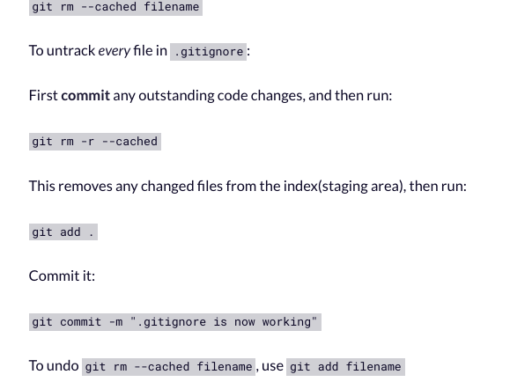 git rm --cached filename
To untrack every file in .gitignore:
First commit any outstanding code changes, and then run:
git rm -r --cached
This removes any changed files from the index(staging area), then run:
git add .
Commit it:
git commit -m ".gitignore is now working"
To undo git rm --cached filename, use git add filename